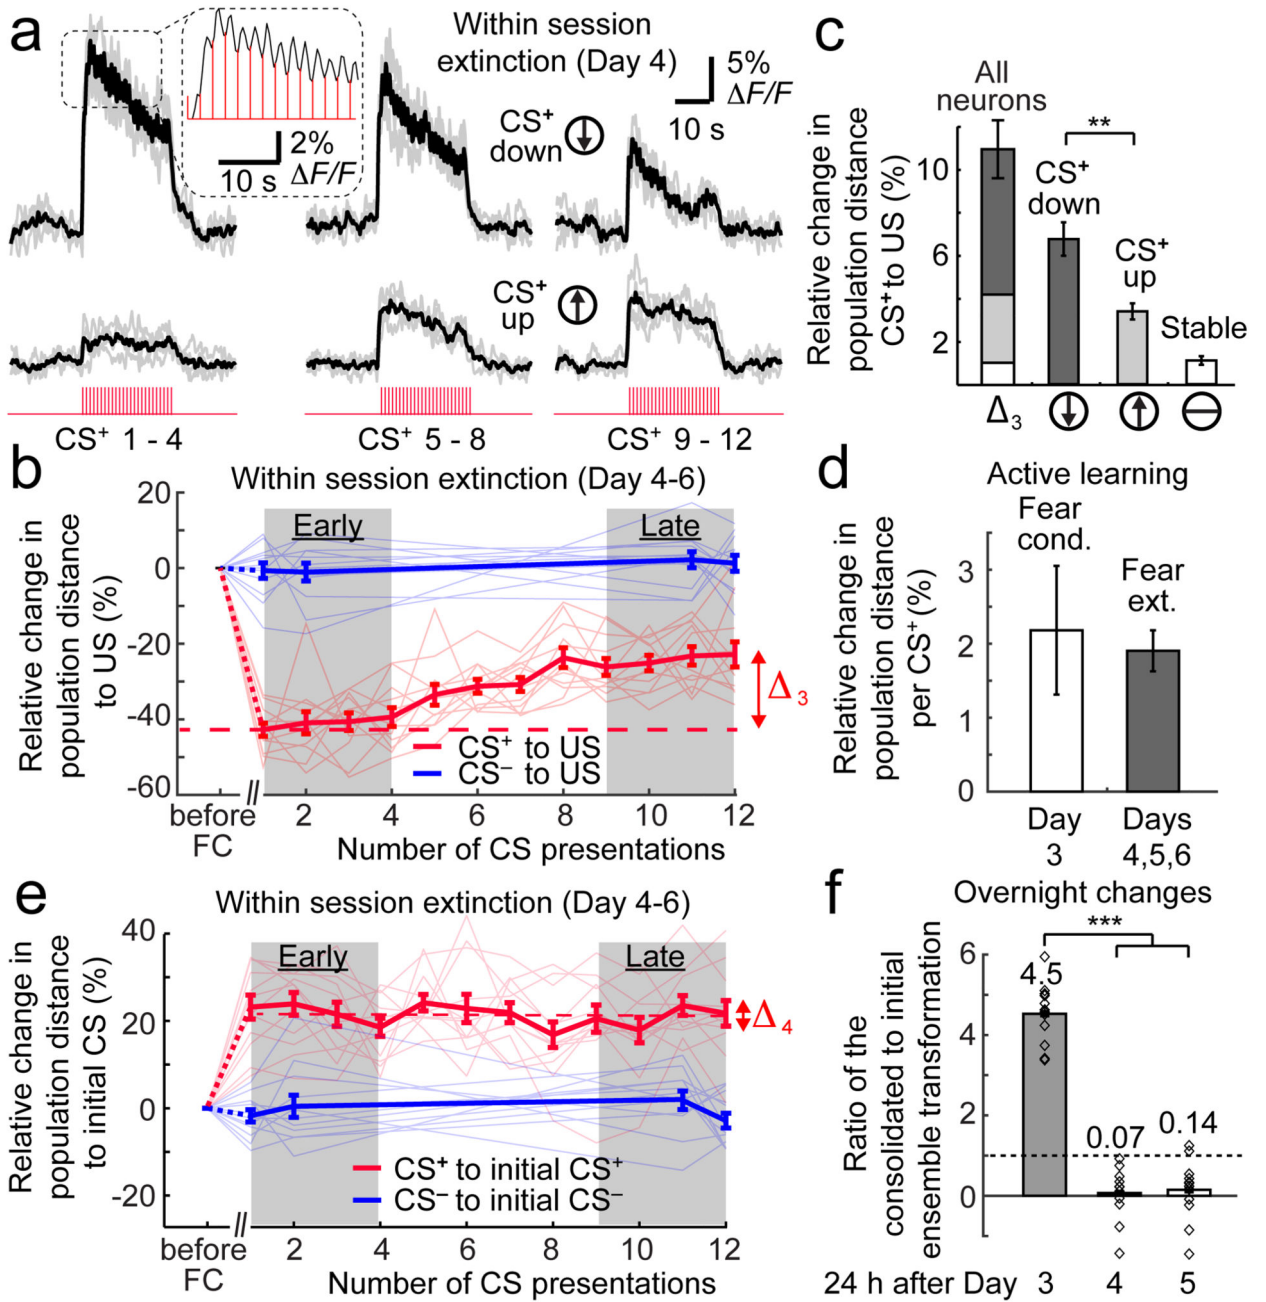 a
Within session
extinction (Day 4)
2%
ΔF/F
10 s
5%
ΔF/F
10 s
CS+
down
CS+
up
CS+ 1 - 4
CS+ 5 - 8
CS+ 9 - 12
c
All
neurons
Relative change in
population distance
CS+ to US (%)
10
6
2
**
CS+
down
CS+
up
Stable
Δ3
b
Within session extinction (Day 4-6)
Relative change in
population distance
to US (%)
20
0
-20
-40
-60
Early
Late
Δ3
CS+ to US
CS– to US
before
FC
2
4
6
8
10
12
Number of CS presentations
d
Active learning
Fear
cond.
Fear
ext.
Relative change in
population distance
per CS+ (%)
3
2
1
0
Day
3
Days
4,5,6
e
Within session extinction (Day 4-6)
Relative change in
population distance
to initial CS (%)
40
20
0
-20
Early
Late
Δ4
CS+ to initial CS+
CS– to initial CS–
before
FC
2
4
6
8
10
12
Number of CS presentations
f
Overnight changes
Ratio of the
consolidated to initial
ensemble transformation
6
4
2
0
***
4.5
0.07
0.14
24 h after Day 3 4 5